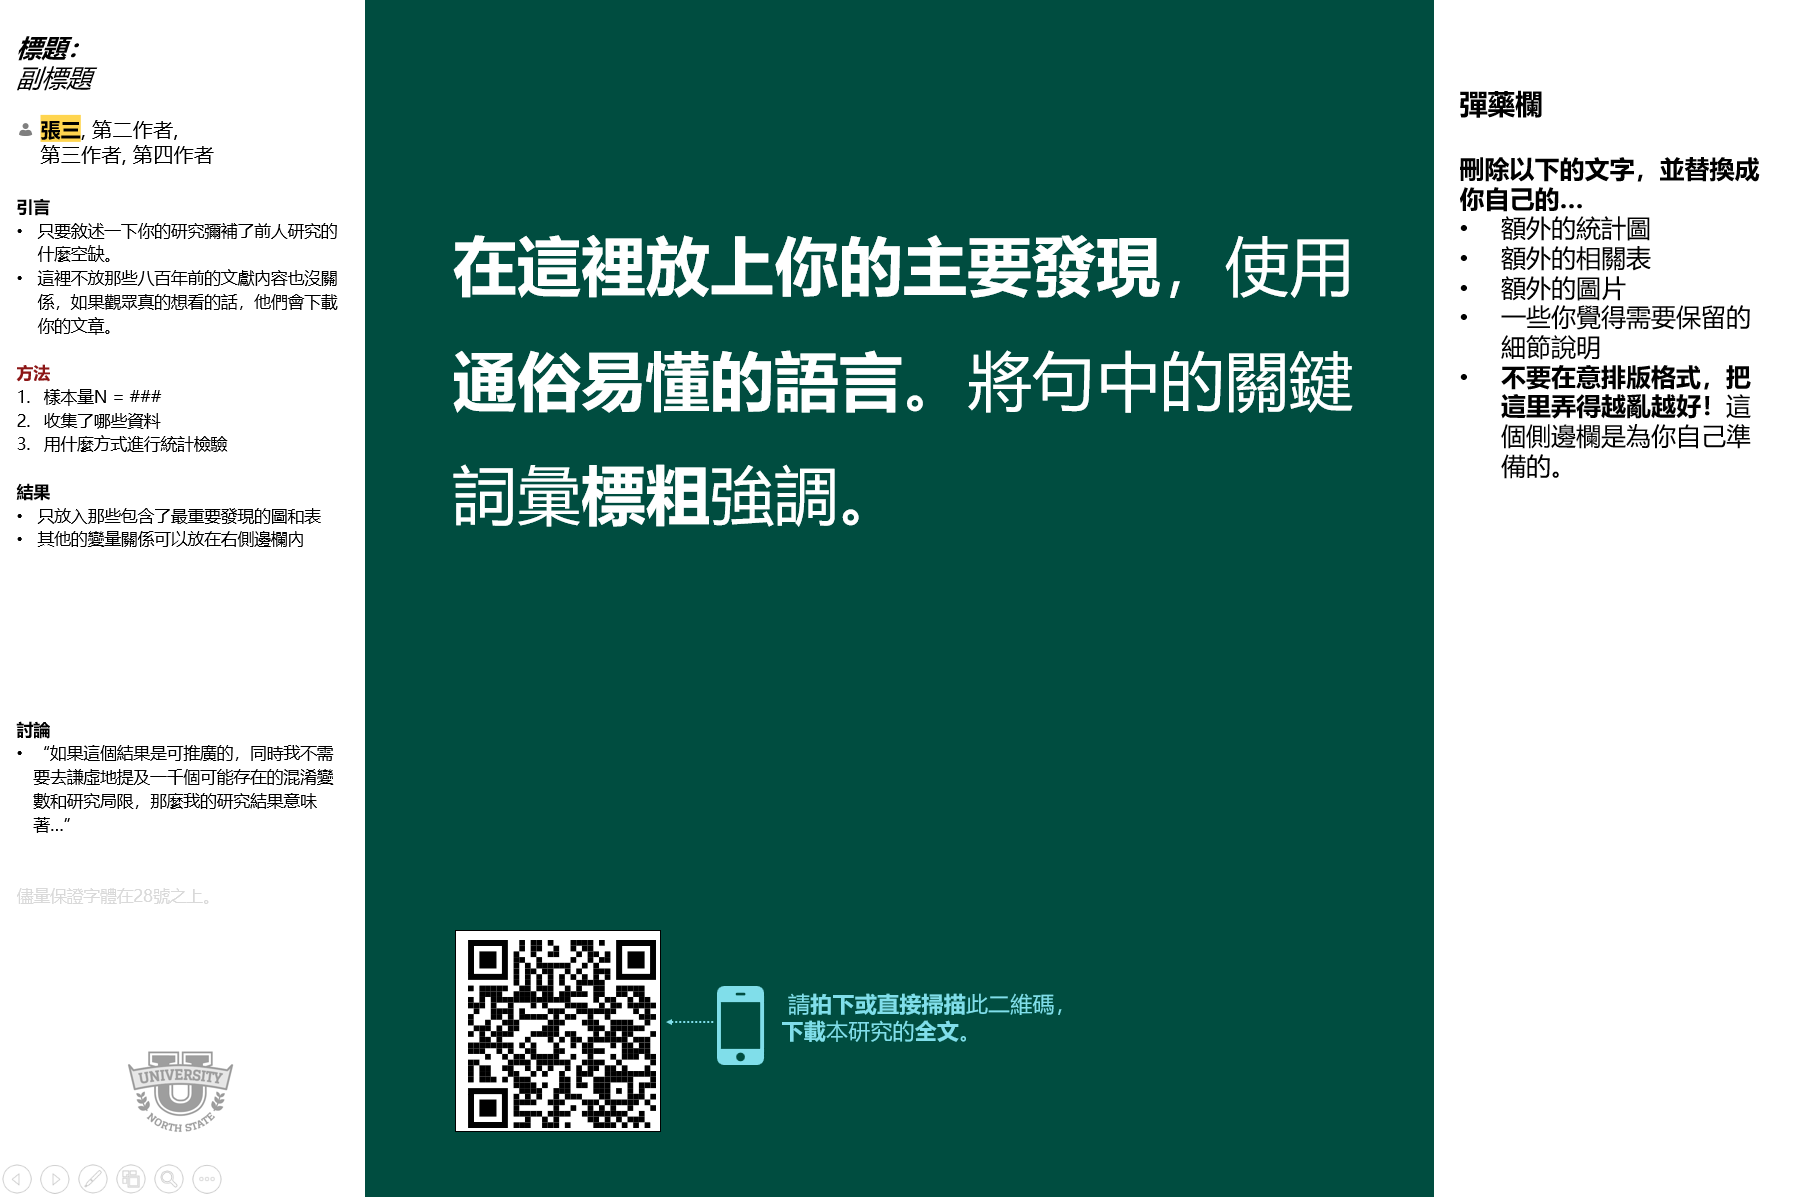 標題：
副標題
張三, 第二作者,
第三作者, 第四作者
引言
• 只要敘述一下你的研究彌補了前人研究的
什麼空缺。
• 這裡不放那些八百年前的文獻內容也沒關
係，如果觀眾真的想看的話，他們會下載
你的文章。
方法
1. 樣本量N = ###
2. 收集了哪些資料
3. 用什麼方式進行統計檢驗
結果
• 只放入那些包含了最重要發現的圖和表
• 其他的變量關係可以放在右側邊欄內
討論
• “如果這個結果是可推廣的，同時我不需
要去謙虛地提及一千個可能存在的混淆變
數和研究局限，那麼我的研究結果意味
著...”
儘量保證字體在28號之上。
UNIVERSITY
U
NORTH STATE
在這裡放上你的主要發現，使用
通俗易懂的語言。將句中的關鍵
詞彙標粗強調。
請拍下或直接掃描此二維碼，
下載本研究的全文。
彈藥欄
刪除以下的文字，並替換成
你自己的...
• 額外的統計圖
• 額外的相關表
• 額外的圖片
• 一些你覺得需要保留的
細節說明
• 不要在意排版格式，把
這里弄得越亂越好！這
個側邊欄是為你自己準
備的。